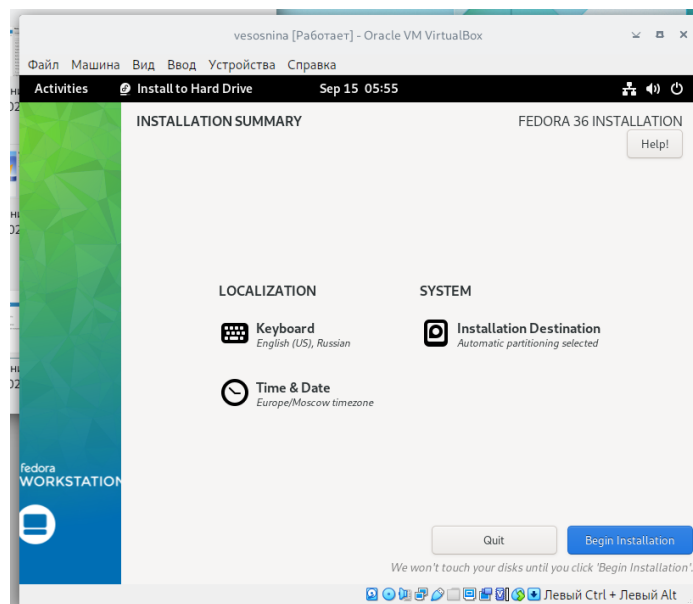 vesosnina [Работает] - Oracle VM VirtualBox
Файл Машина Вид Ввод Устройства Справка
Activities Install to Hard Drive Sep 15 05:55
INSTALLATION SUMMARY
FEDORA 36 INSTALLATION
Help!
LOCALIZATION
Keyboard
English (US), Russian
Time & Date
Europe/Moscow timezone
SYSTEM
Installation Destination
Automatic partitioning selected
fedora
WORKSTATION
Quit
Begin Installation
We won't touch your disks until you click 'Begin Installation'.
Левый Ctrl + Левый Alt